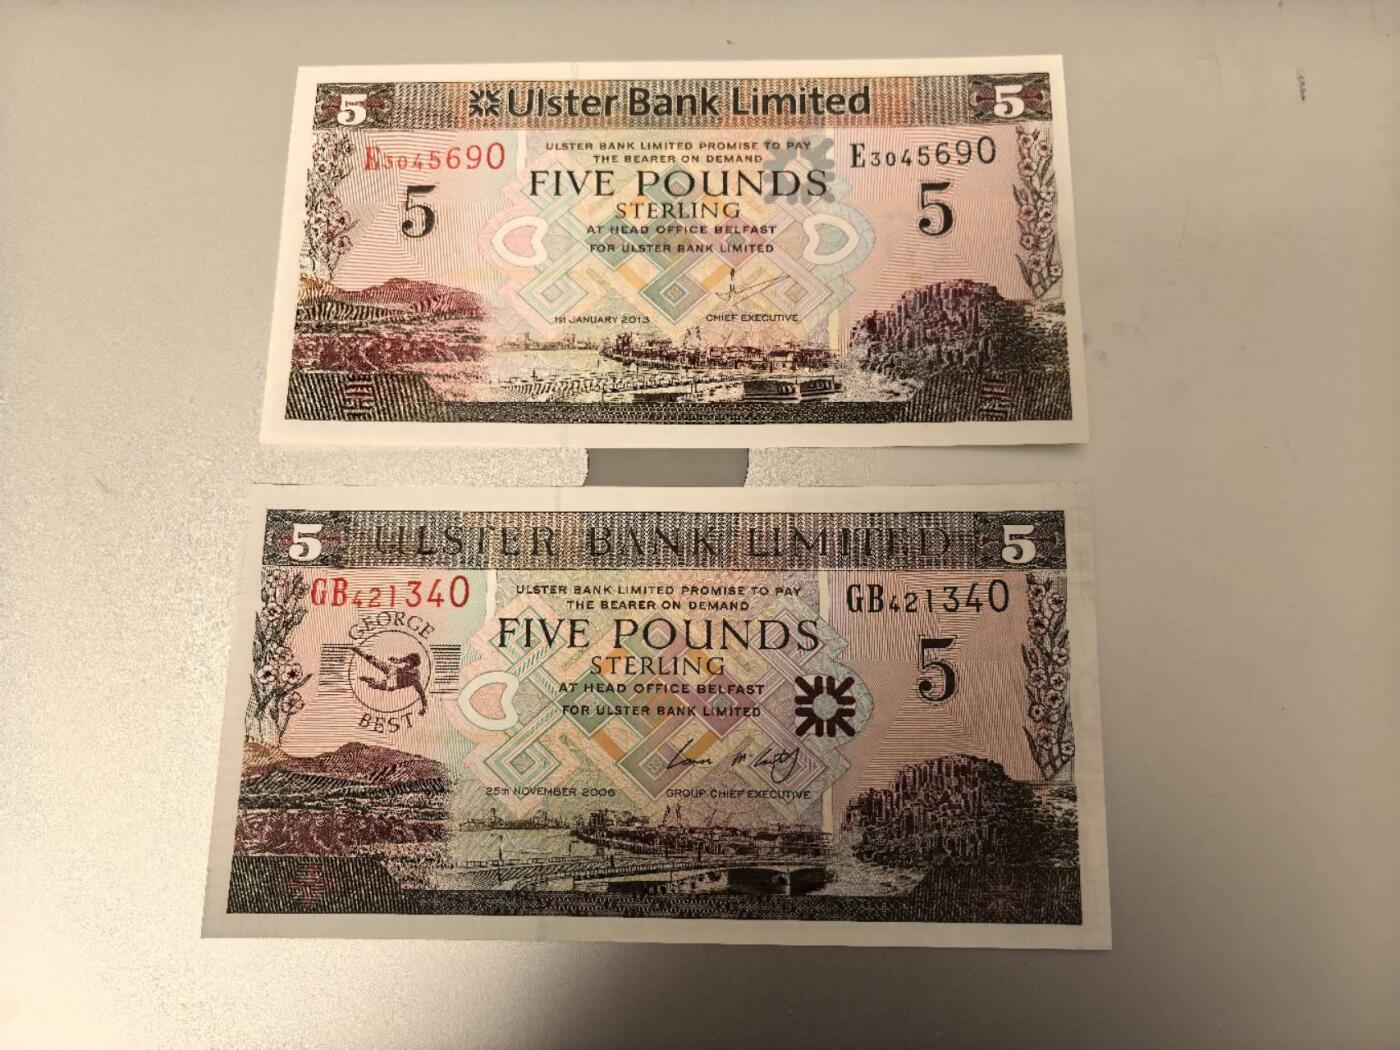 5 Ulster Bank Limited 5
E3045690 E3045690
ULSTER BANK LIMITED PROMISE TO PAY
THE BEARER ON DEMAND
FIVE POUNDS
5 5
STERLING
AT HEAD OFFICE BELFAST
FOR ULSTER BANK LIMITED
1st JANUARY 2013 CHIEF EXECUTIVE
5 ULSTER BANK LIMITED 5
GB421340 GB421340
ULSTER BANK LIMITED PROMISE TO PAY
THE BEARER ON DEMAND
GEORGE
BEST
FIVE POUNDS
5
STERLING
AT HEAD OFFICE BELFAST
FOR ULSTER BANK LIMITED
25th NOVEMBER 2006 GROUP CHIEF EXECUTIVE